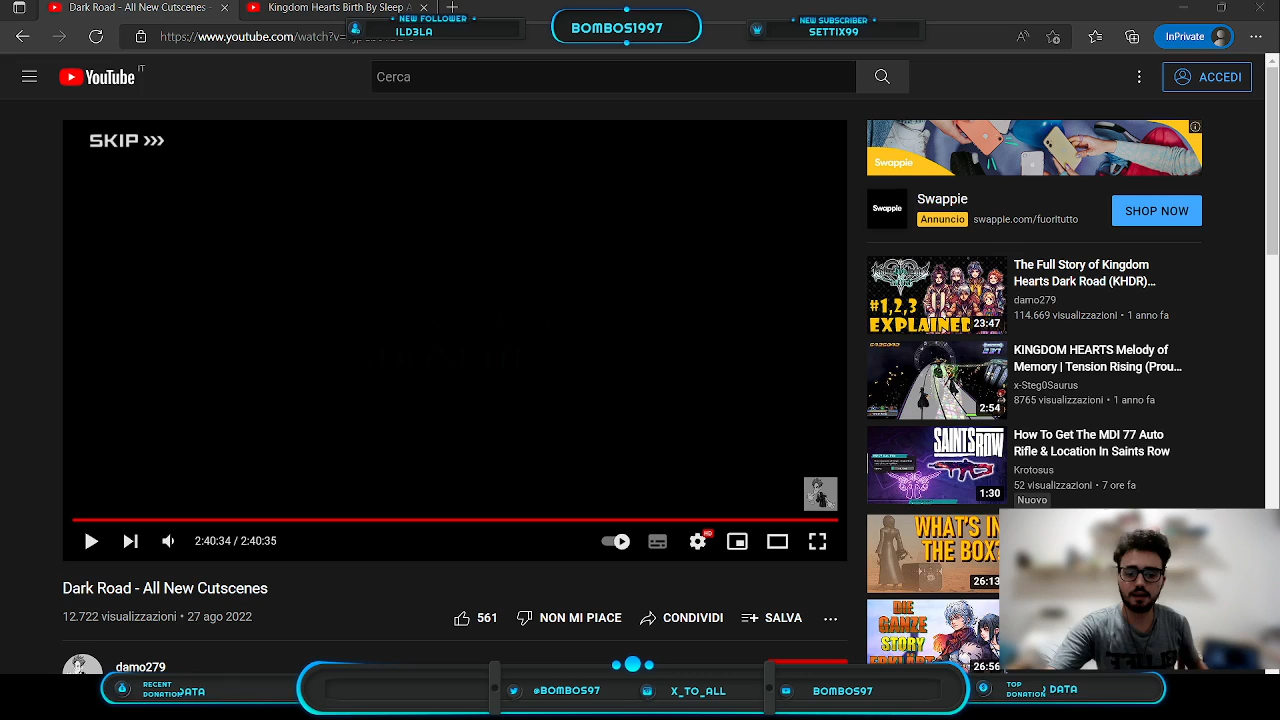 Dark Road - All New Cutscenes -
Kingdom Hearts Birth By Sleep A
NEW FOLLOWER
ILD3LA
BOMBOS1997
NEW SUBSCRIBER
SETTIX99
https://www.youtube.com/watch?v=
InPrivate
YouTube IT
Cerca
ACCEDI
SKIP >>>
Swappie
Swappie
Swappie
Annuncio swapple.com/fuorItutto
SHOP NOW
#1,2,3
EXPLAINED
23:47
The Full Story of Kingdom
Hearts Dark Road (KHDR)...
damo279
114.669 visualizzazioni • 1 anno fa
2:54
KINGDOM HEARTS Melody of
Memory | Tension Rising (Prou...
x-Steg0Saurus
8765 visualizzazioni • 1 anno fa
SAINTS ROW
1:30
How To Get The MDI 77 Auto
Rifle & Location In Saints Row
Krotosus
52 visualizzazioni • 7 ore fa
Nuovo
WHAT'S IN
THE BOX?
26:13
DIE
GANZE
STORY
ERKLÄRT
26:56
2:40:34 / 2:40:35
HD
Dark Road - All New Cutscenes
12.722 visualizzazioni • 27 ago 2022
561
NON MI PIACE
CONDIVIDI
SALVA
damo279
RECENT
DONATION
DATA
@BOMBOS97
X_TO_ALL
BOMBOS97
TOP
DONATION
DATA